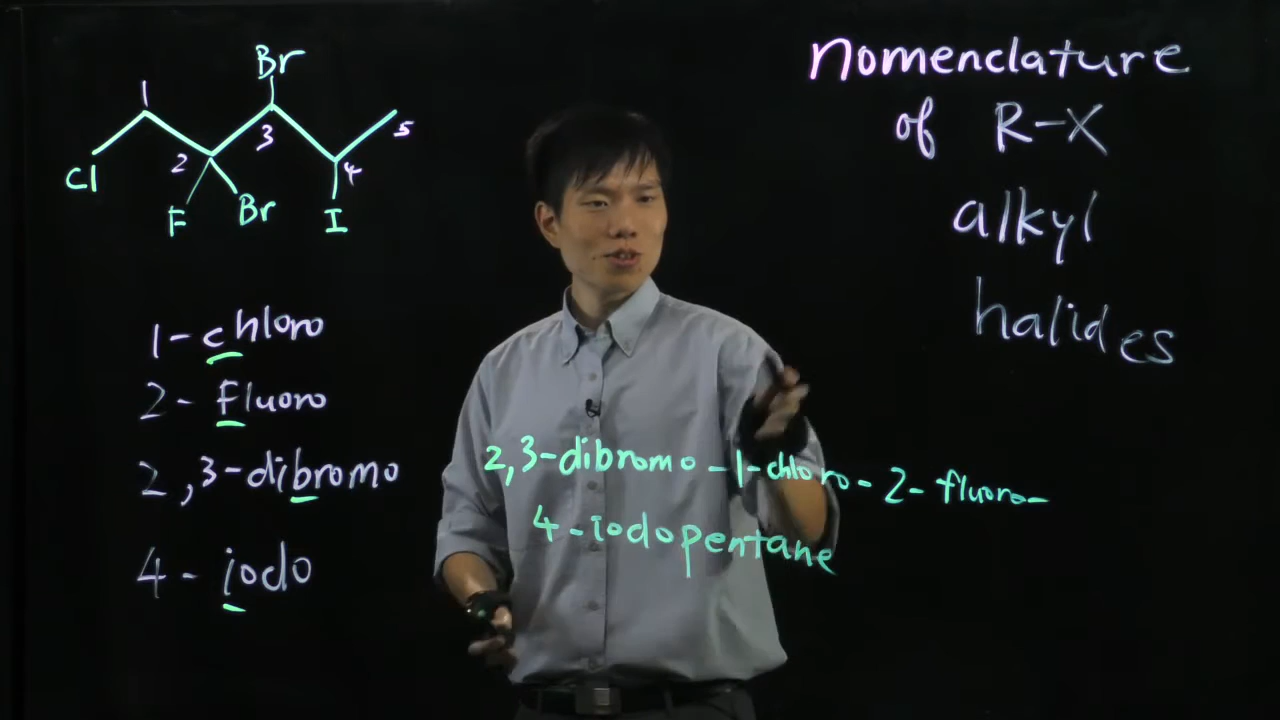 Br
1
3
5
2
4
Cl
F
Br
I
1-chloro
2-Fluoro
2,3-dibromo
4-iodo
2,3-dibromo-1-chloro-2-fluoro-
4-iodopentane
Nomenclature
of R-X
alkyl
halides